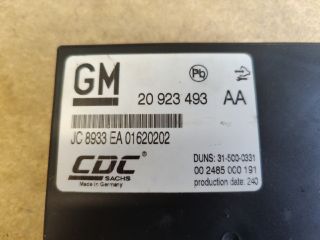 GM
Pb
20 923 493 AA
JC 8933 EA 01620202
CDC®
SACHS
Made in Germany
DUNS: 31-500-0331
00 2485 000 191
production date: 240